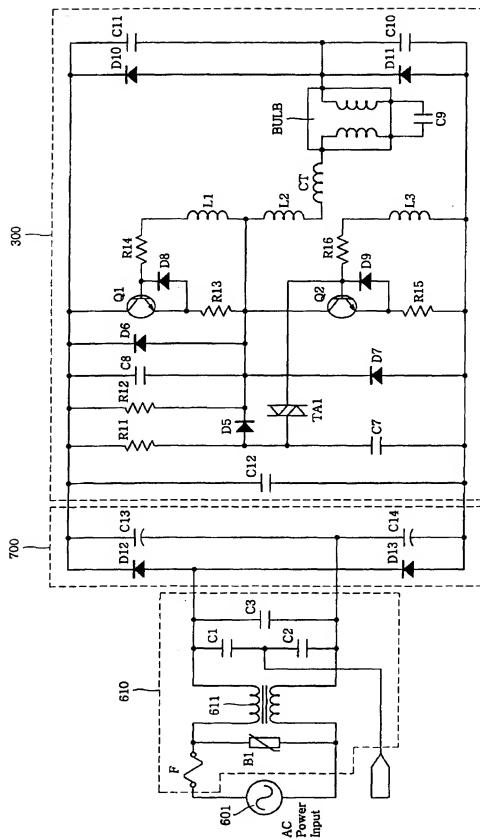 300
700
610
C11
D10
C10
D11
BULB
C9
CT
L1
L2
L3
R14
R16
Q1
D8
R13
Q2
D9
R15
D6
C8
D7
R12
R11
D5
TA1
C7
C12
C13
D12
C14
D13
C3
C1
C2
611
F
B1
601
AC
Power
Input